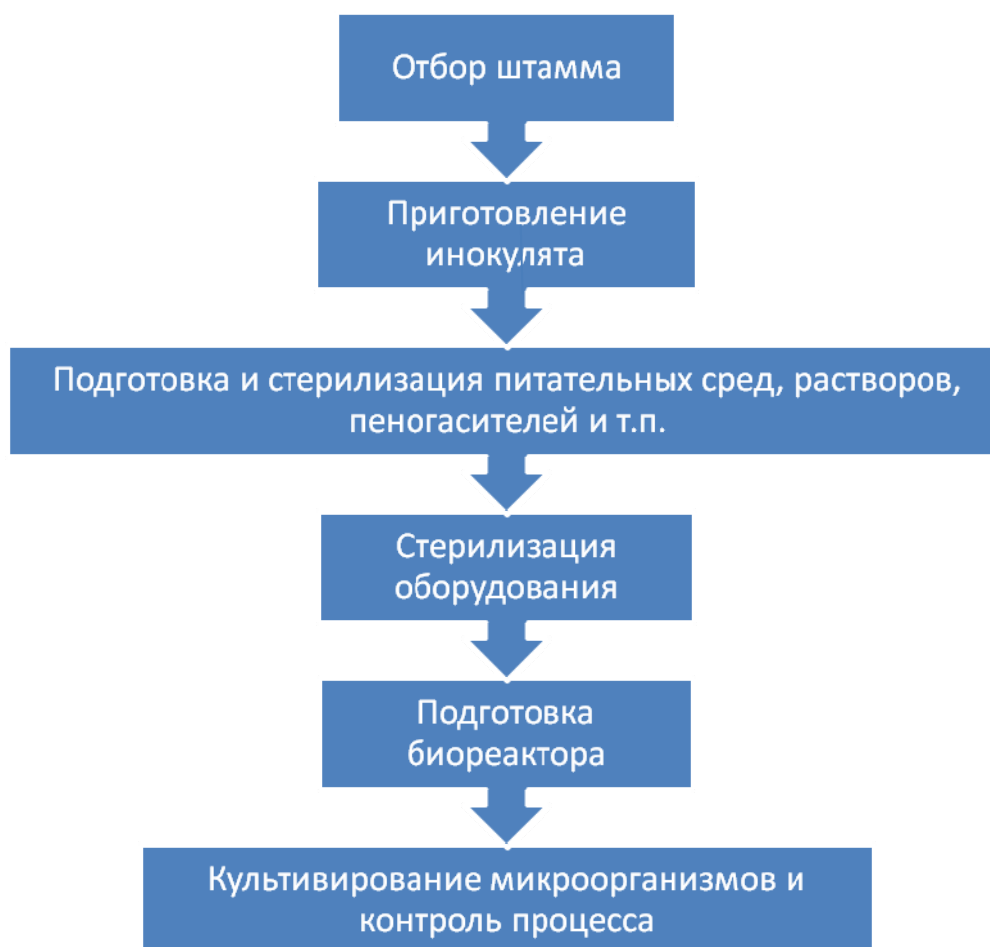 Отбор штамма
Приготовление
инокулята
Подготовка и стерилизация питательных сред, растворов,
пеногасителей и т.п.
Стерилизация
оборудования
Подготовка
биореактора
Культивирование микроорганизмов и
контроль процесса